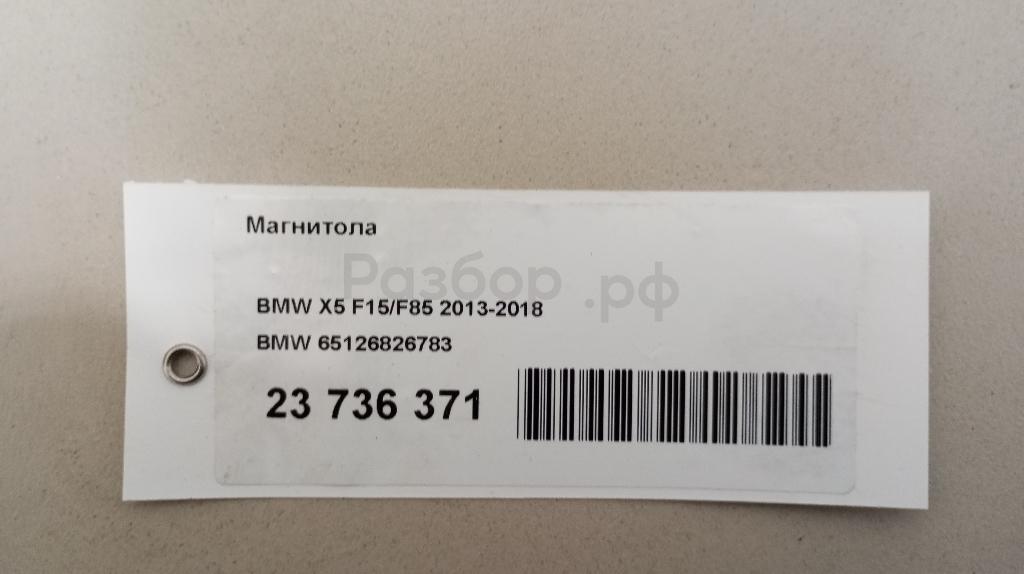 Магнитола
Разбор.рф
BMW X5 F15/F85 2013-2018
BMW 65126826783
23 736 371